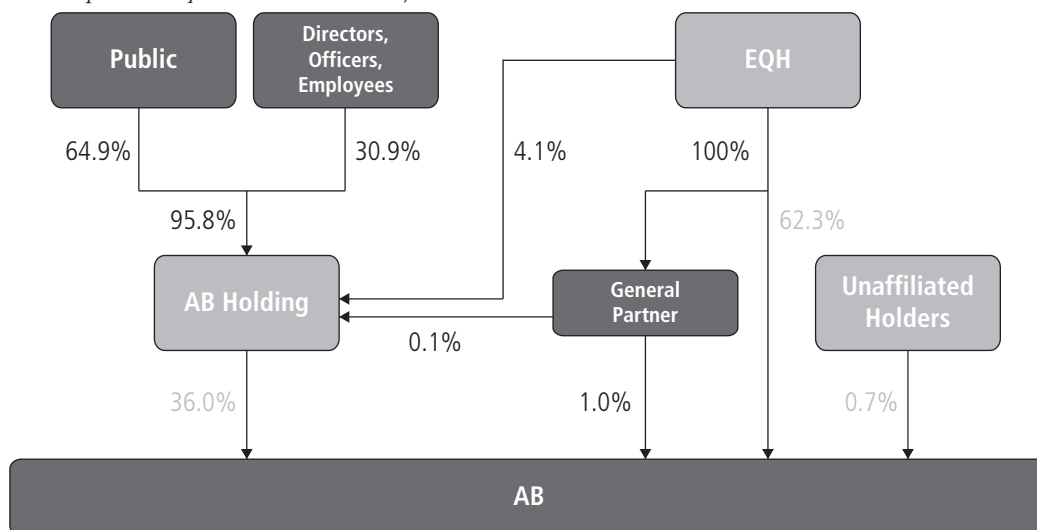 Public
Directors,
Officers,
Employees
EQH
64.9%
30.9%
4.1%
100%
95.8%
62.3%
AB Holding
General
Partner
Unaffiliated
Holders
0.1%
36.0%
1.0%
0.7%
AB